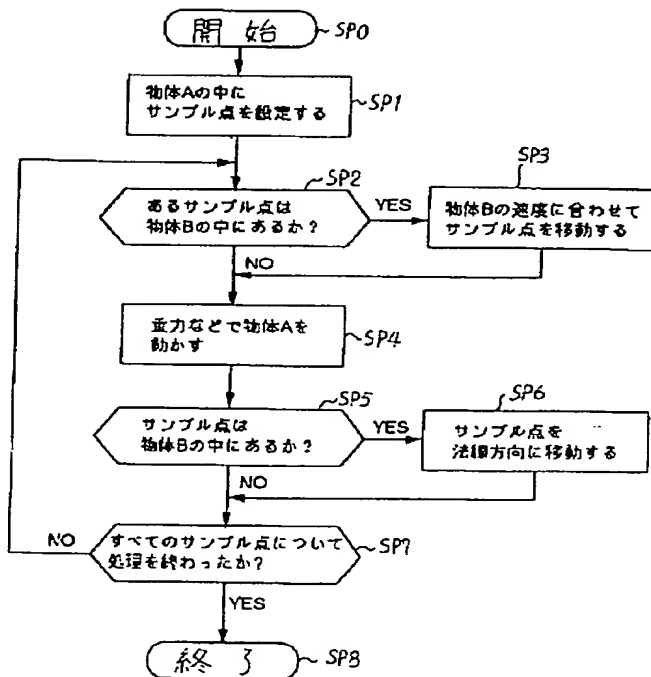 開始
SP0
物体Aの中に
サンプル点を設定する
SP1
SP2
あるサンプル点は
物体Bの中にあるか?
YES
SP3
物体Bの速度に合わせて
サンプル点を移動する
NO
重力などで物体Aを
動かす
SP4
SP5
サンプル点は
物体Bの中にあるか?
YES
SP6
サンプル点を
法線方向に移動する
NO
NO
すべてのサンプル点について
処理を終わったか?
SP7
YES
終了
SP8